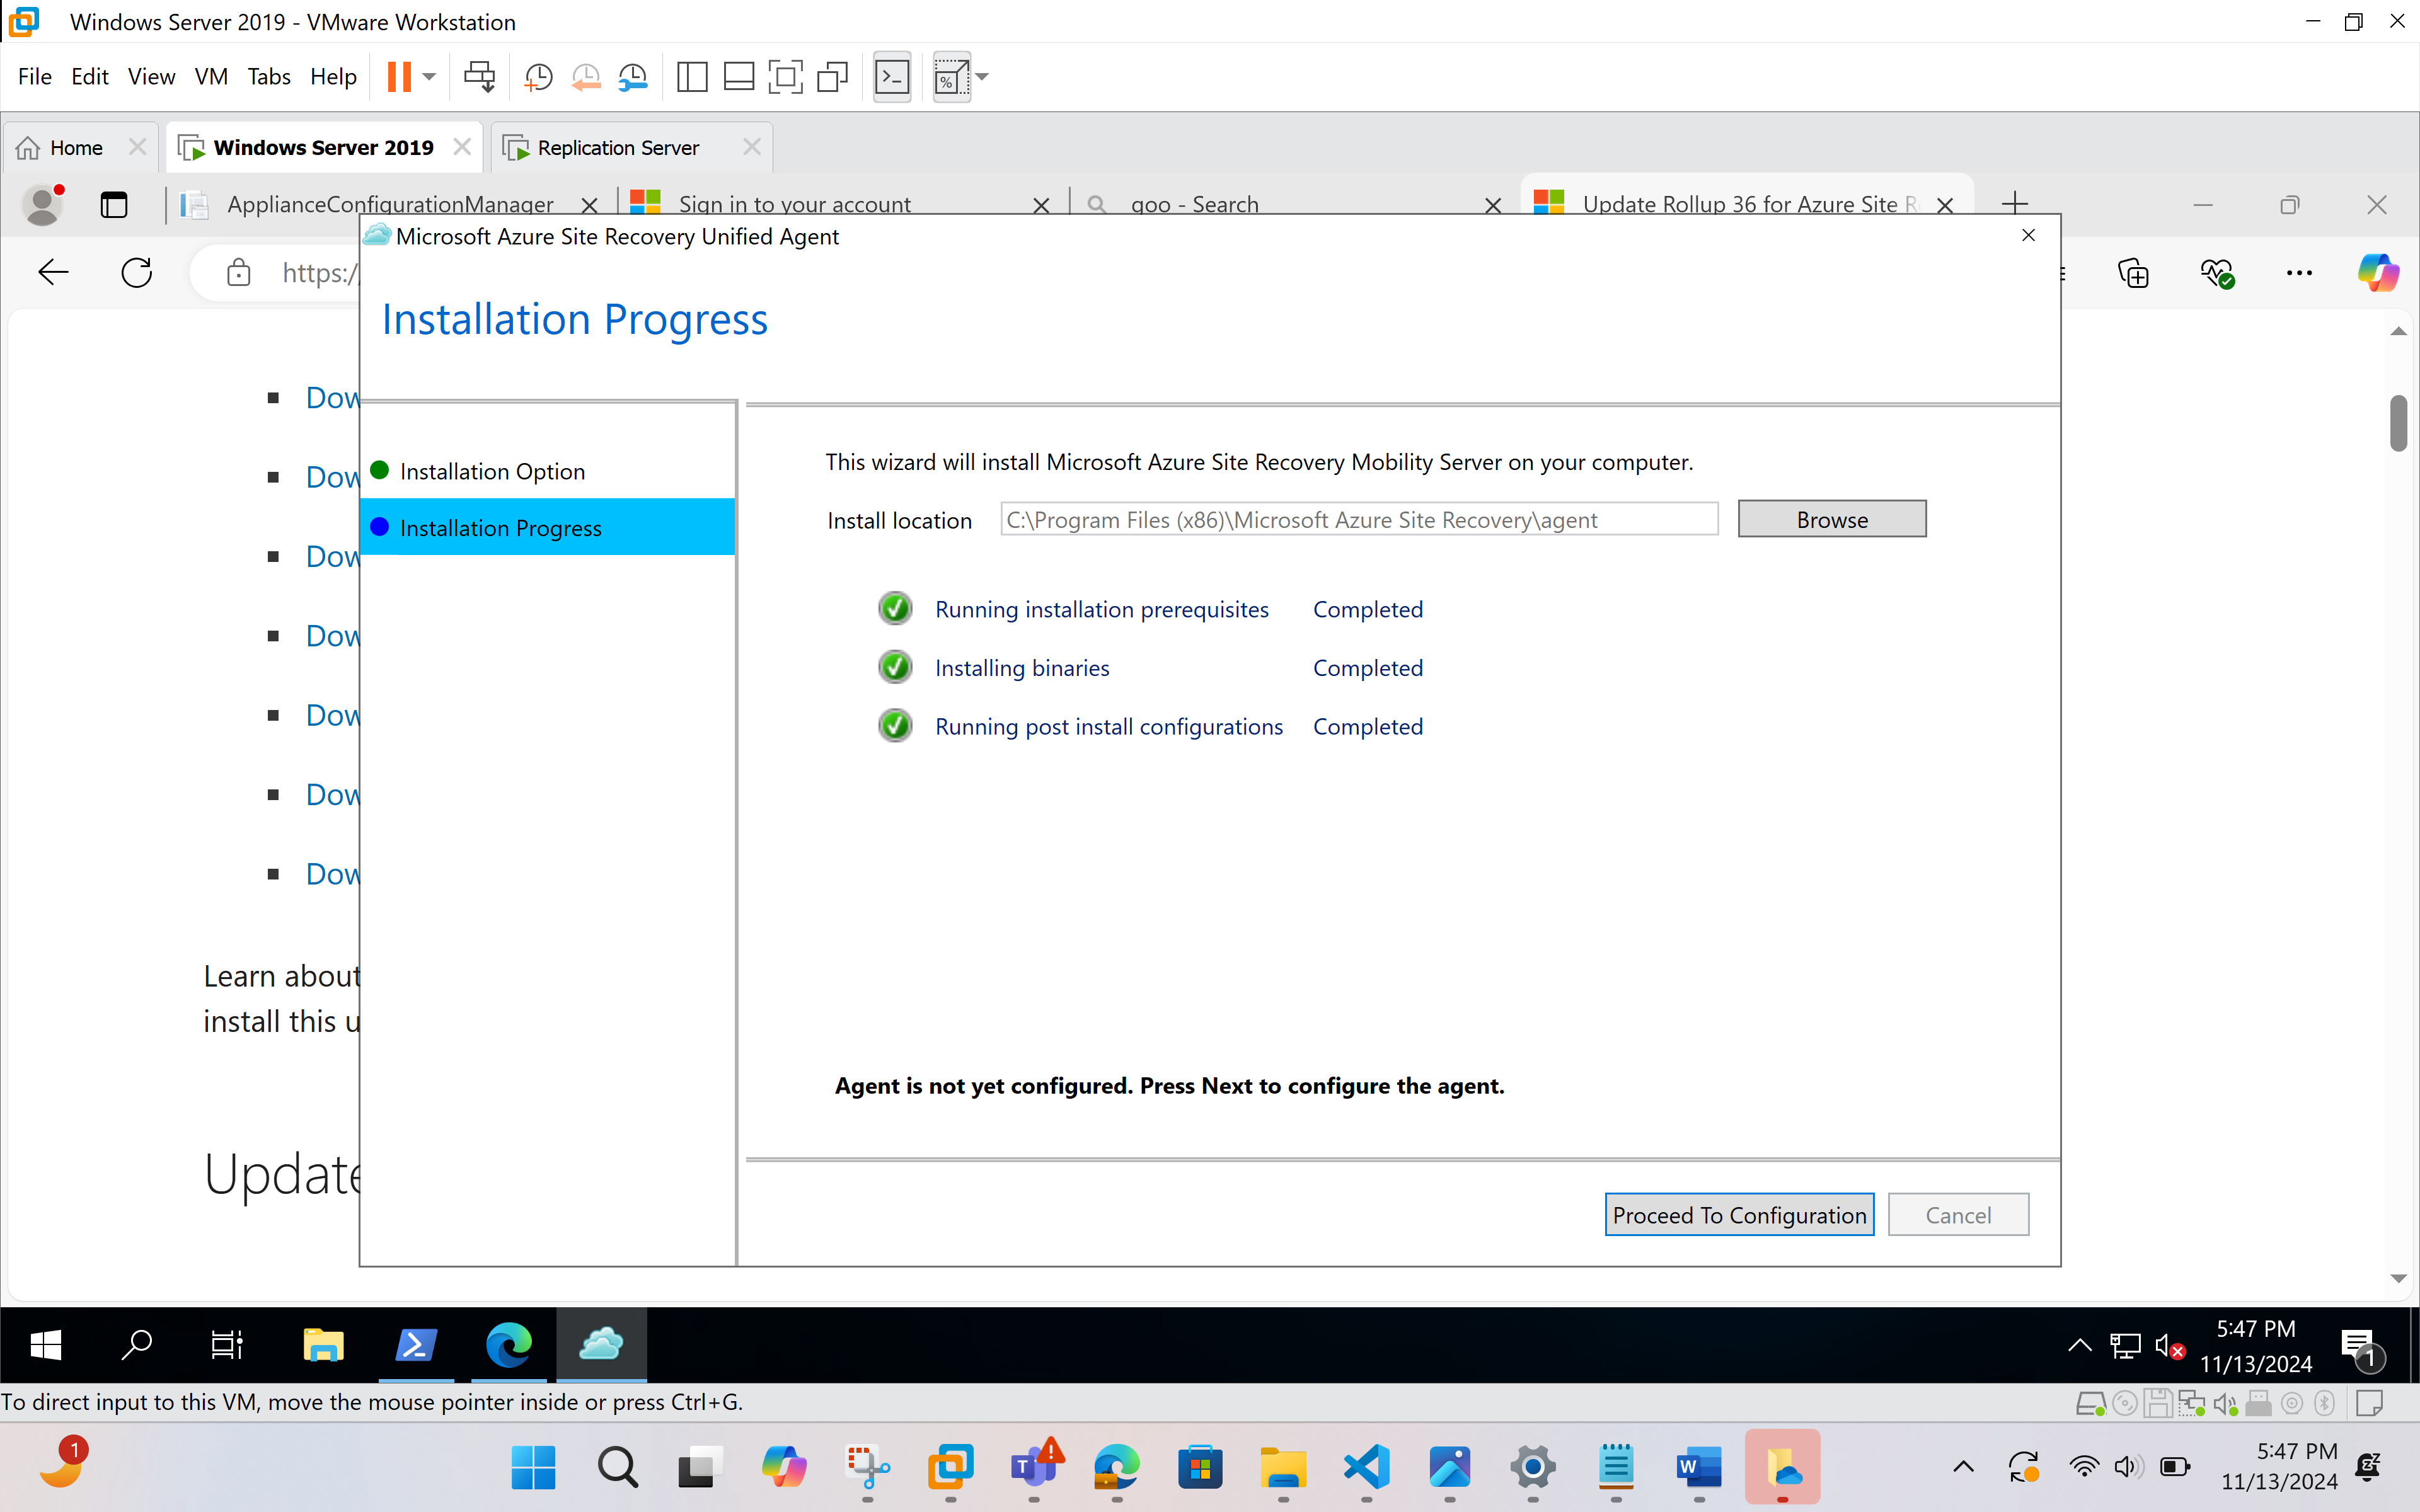 Windows Server 2019 - VMware Workstation
File Edit View VM Tabs Help
Home
Windows Server 2019
Replication Server
ApplianceConfigurationManager
Sign in to your account
goo - Search
Update Rollup 36 for Azure Site R
https:/
Microsoft Azure Site Recovery Unified Agent
Installation Progress
Dow
Dow
Dow
Dow
Dow
Dow
Dow
Learn about
install this u
Update
Installation Option
Installation Progress
This wizard will install Microsoft Azure Site Recovery Mobility Server on your computer.
Install location C:\Program Files (x86)\Microsoft Azure Site Recovery\agent Browse
Running installation prerequisites Completed
Installing binaries Completed
Running post install configurations Completed
Agent is not yet configured. Press Next to configure the agent.
Proceed To Configuration Cancel
5:47 PM
11/13/2024
1
To direct input to this VM, move the mouse pointer inside or press Ctrl+G.
1
5:47 PM
11/13/2024